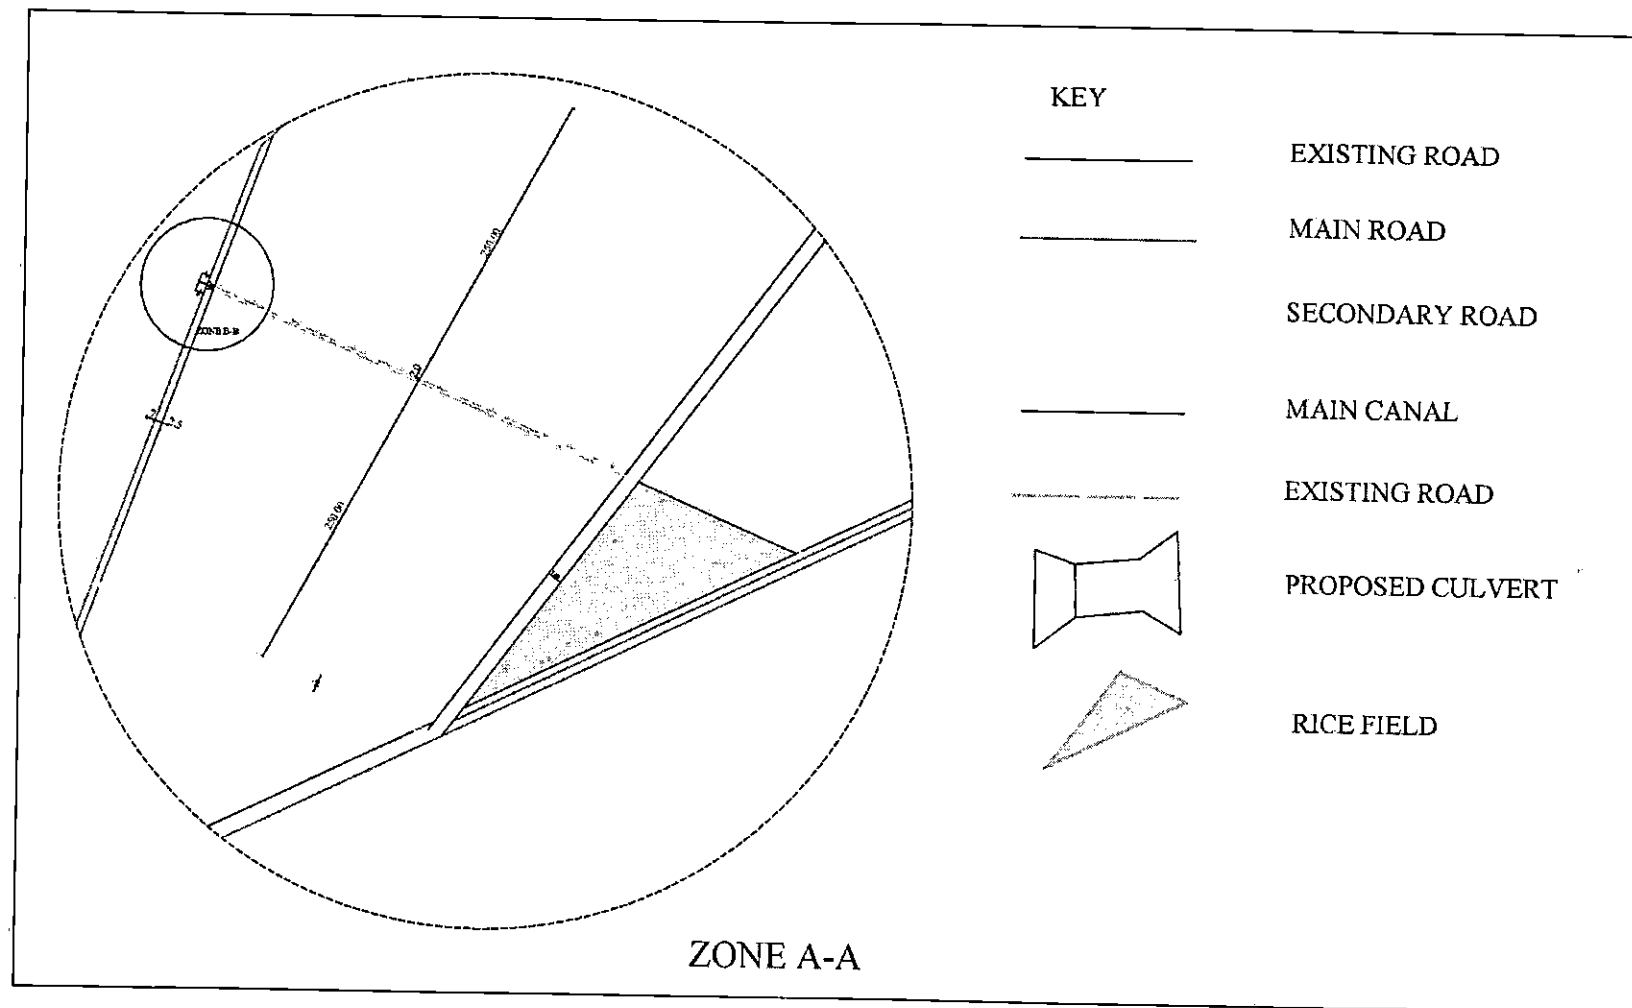 KEY
EXISTING ROAD
MAIN ROAD
SECONDARY ROAD
MAIN CANAL
EXISTING ROAD
PROPOSED CULVERT
RICE FIELD
250.00
ZONE B-B
250.00
ZONE A-A